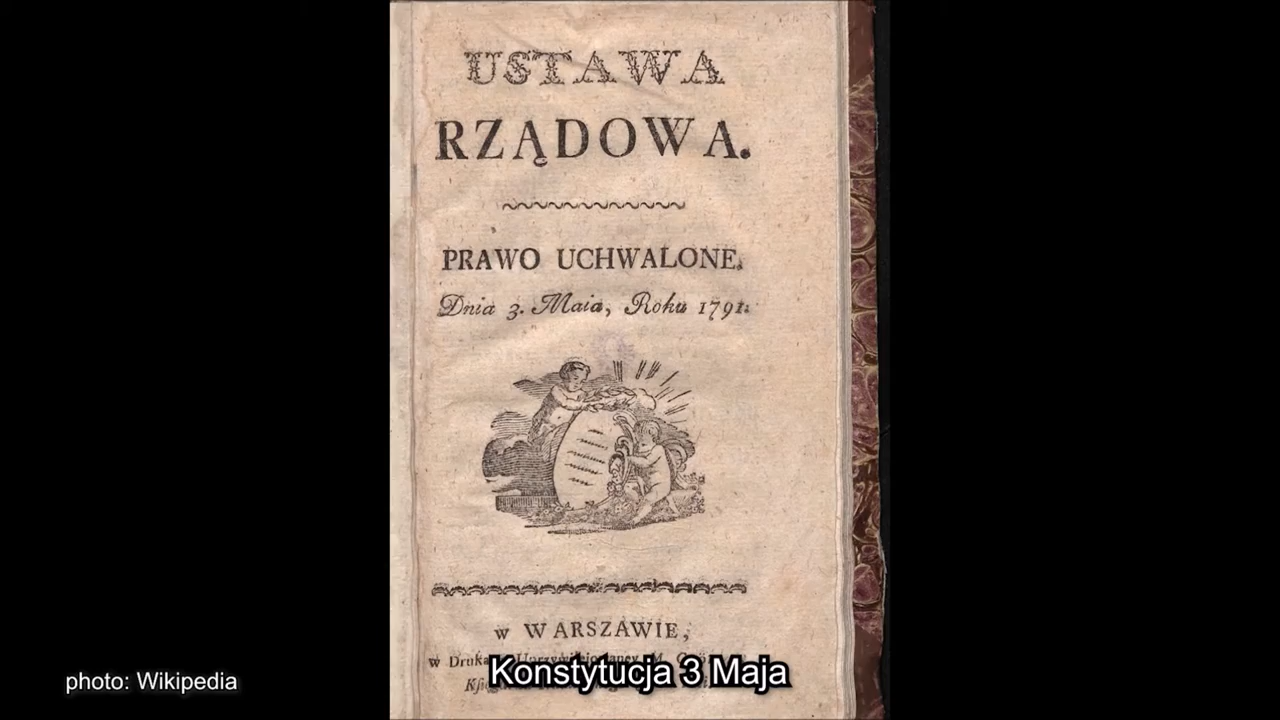 USTAWA
RZĄDOWA.
PRAWO UCHWALONE.
Dnia 3. Maia, Roku 1791.
w WARSZAWIE,
w
Konstytucja 3 Maja
photo: Wikipedia